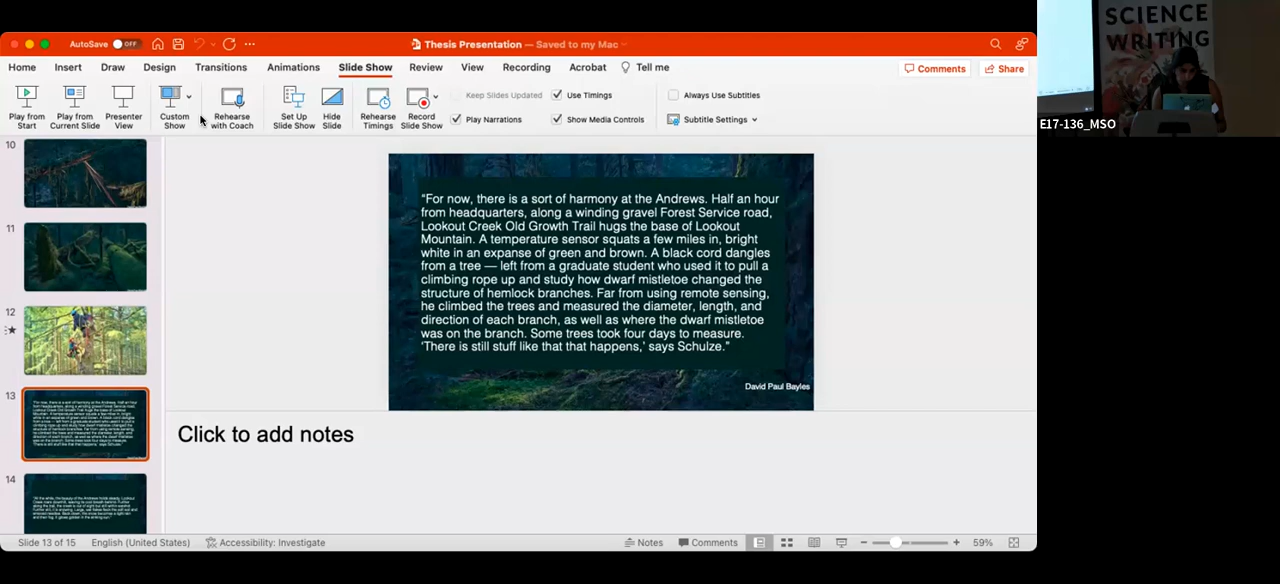 SCIENCE
WRITING
E17-136_MSO
AutoSave OFF
Thesis Presentation — Saved to my Mac
Home Insert Draw Design Transitions Animations Slide Show Review View Recording Acrobat Tell me
Comments Share
Play from Start
Play from Current Slide
Presenter View
Custom Show
Rehearse with Coach
Set Up Slide Show
Hide Slide
Rehearse Timings
Record Slide Show
Keep Slides Updated
Play Narrations
Use Timings
Show Media Controls
Always Use Subtitles
Subtitle Settings
10
11
12
13
14
“For now, there is a sort of harmony at the Andrews. Half an hour
from headquarters, along a winding gravel Forest Service road,
Lookout Creek Old Growth Trail hugs the base of Lookout
Mountain. A temperature sensor squats a few miles in, bright
white in an expanse of green and brown. A black cord dangles
from a tree — left from a graduate student who used it to pull a
climbing rope up and study how dwarf mistletoe changed the
structure of hemlock branches. Far from using remote sensing,
he climbed the trees and measured the diameter, length, and
direction of each branch, as well as where the dwarf mistletoe
was on the branch. Some trees took four days to measure.
‘There is still stuff like that that happens,’ says Schulze.”
David Paul Bayles
Click to add notes
Slide 13 of 15 English (United States) Accessibility: Investigate Notes Comments 59%